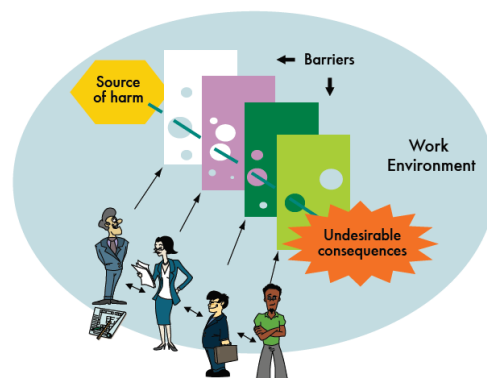 Source
of harm
Barriers
Work
Environment
Undesirable
consequences